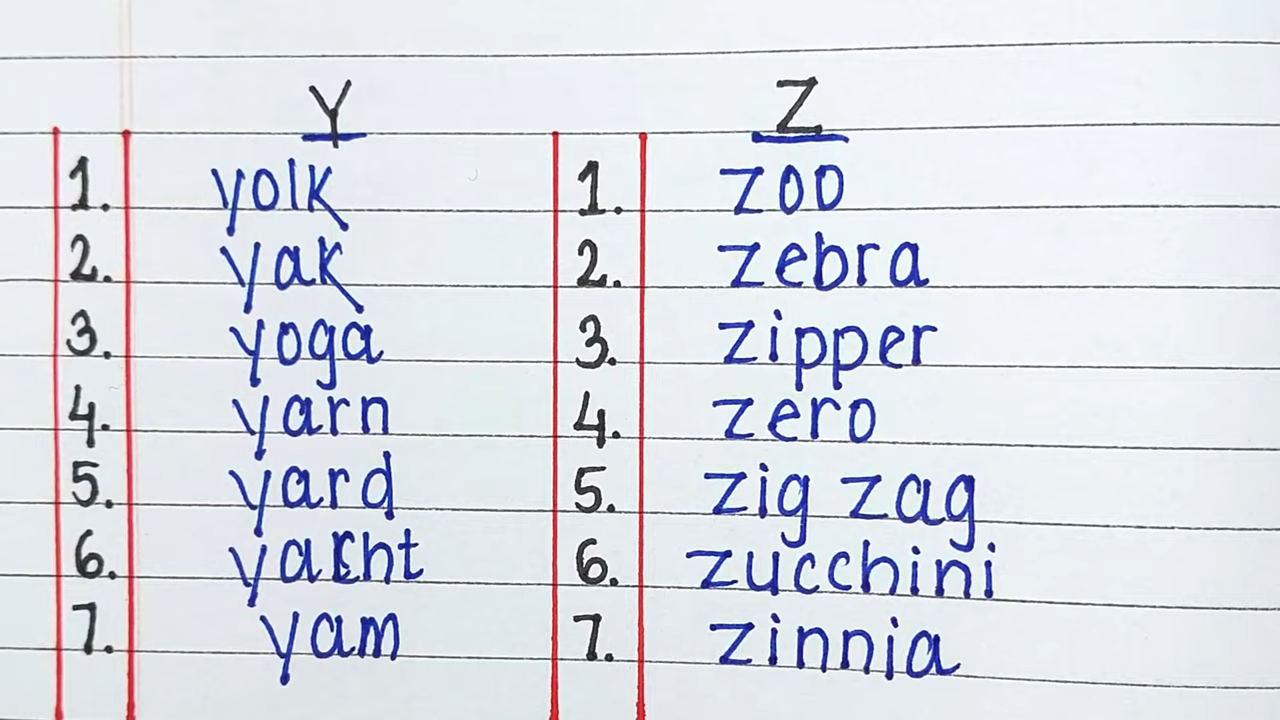 Y Z
1. yolk 1. zoo
2. yak 2. zebra
3. yoga 3. zipper
4. yarn 4. zero
5. yard 5. zig zag
6. yacht 6. zucchini
7. yam 7. zinnia